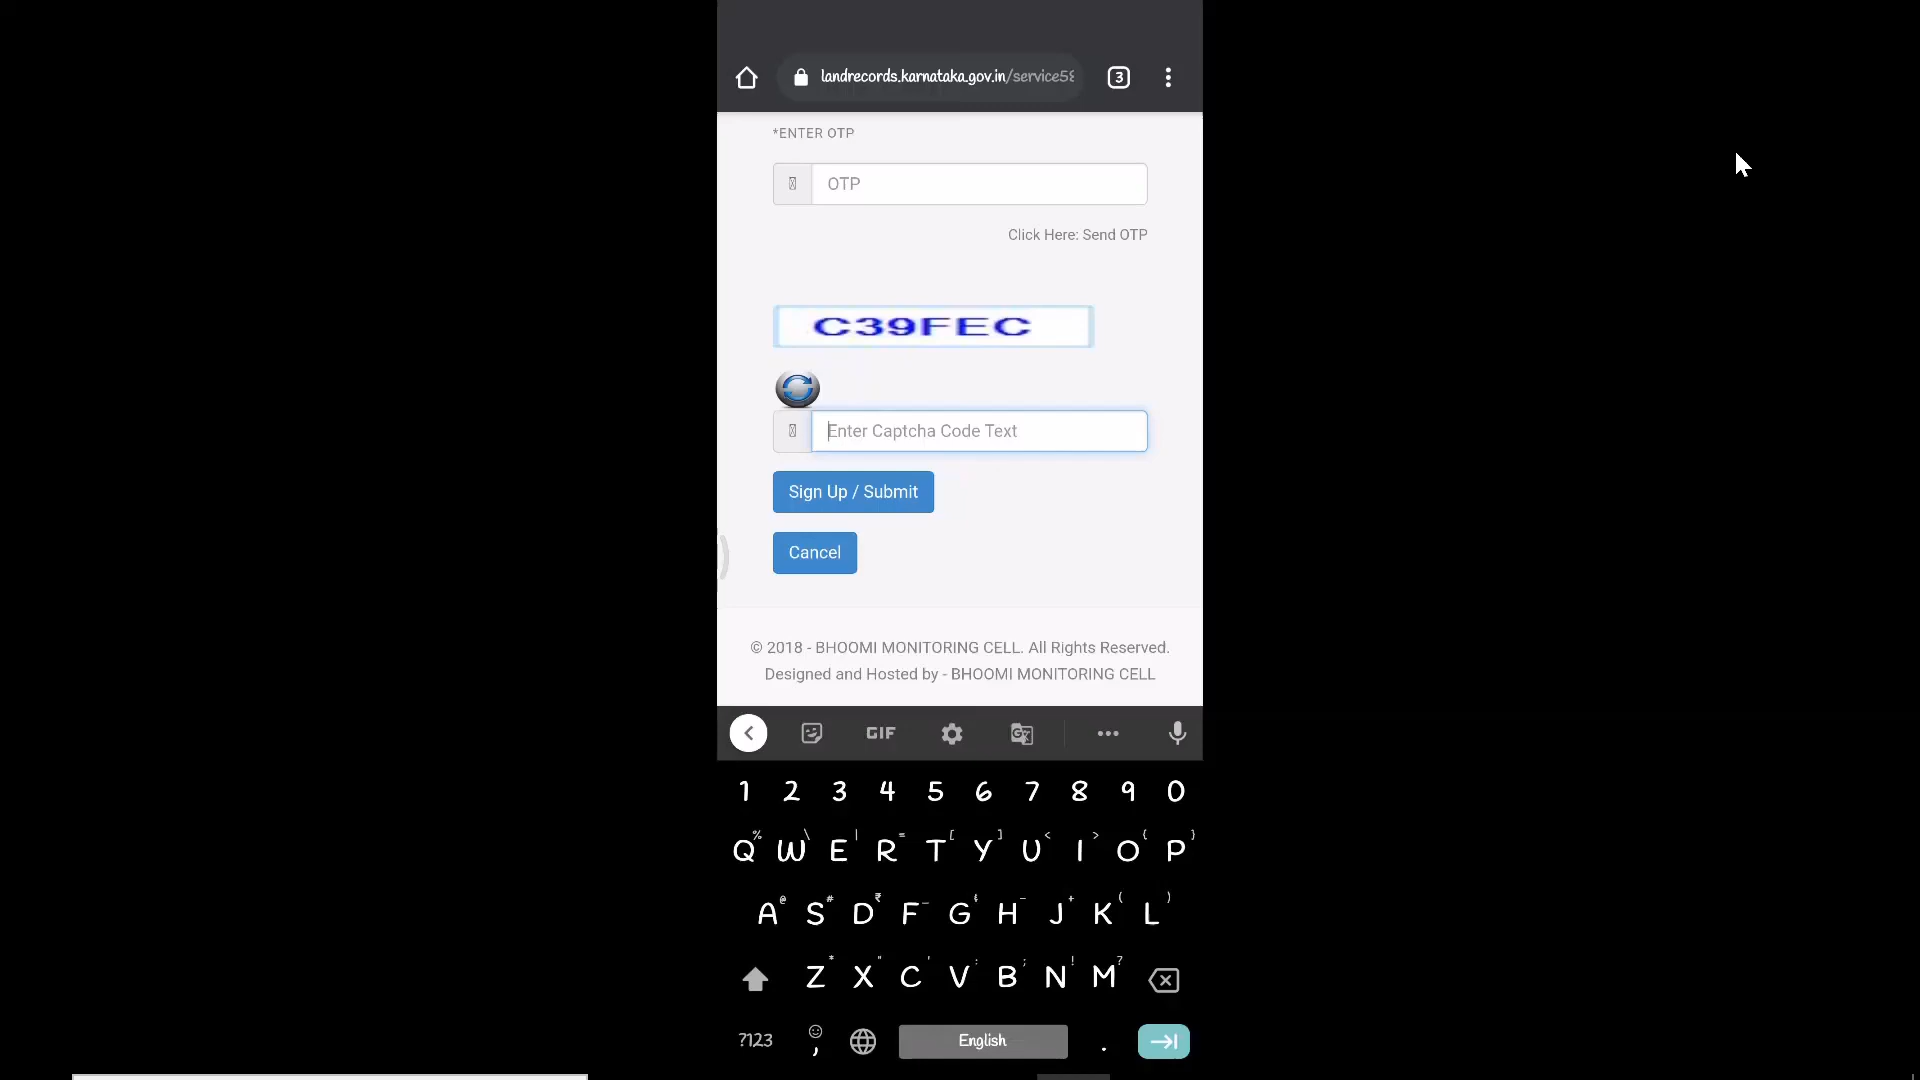 landrecords.karnataka.gov.in/service58
3
*ENTER OTP
OTP
Click Here: Send OTP
C39FEC
Enter Captcha Code Text
Sign Up / Submit
Cancel
© 2018 - BHOOMI MONITORING CELL. All Rights Reserved.
Designed and Hosted by - BHOOMI MONITORING CELL
GIF
1 2 3 4 5 6 7 8 9 0
Q W E R T Y U I O P
A S D F G H J K L
Z X C V B N M
?123 , English .